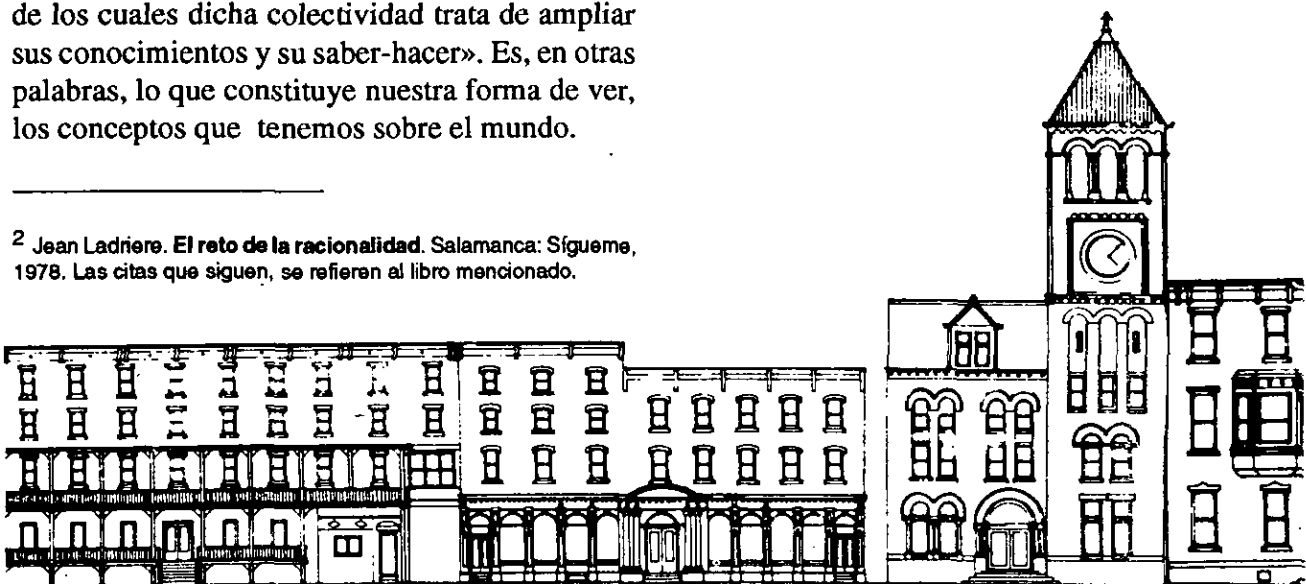 de los cuales dicha colectividad trata de ampliar
sus conocimientos y su saber-hacer». Es, en otras
palabras, lo que constituye nuestra forma de ver,
los conceptos que tenemos sobre el mundo.
2 Jean Ladriere. El reto de la racionalidad. Salamanca: Sígueme,
1978. Las citas que siguen, se refieren al libro mencionado.